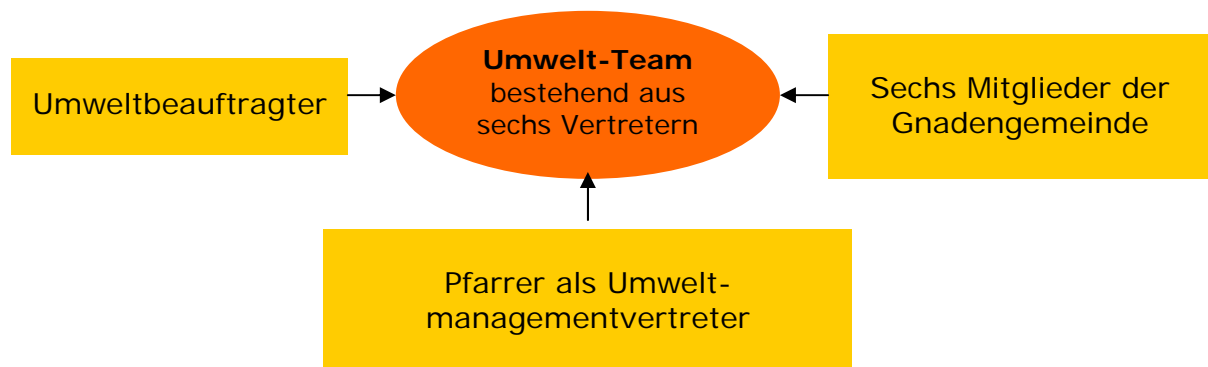 Umwelt-Team
bestehend aus
sechs Vertretern
Umweltbeauftragter
Sechs Mitglieder der
Gnadengemeinde
Pfarrer als Umwelt-
managementvertreter